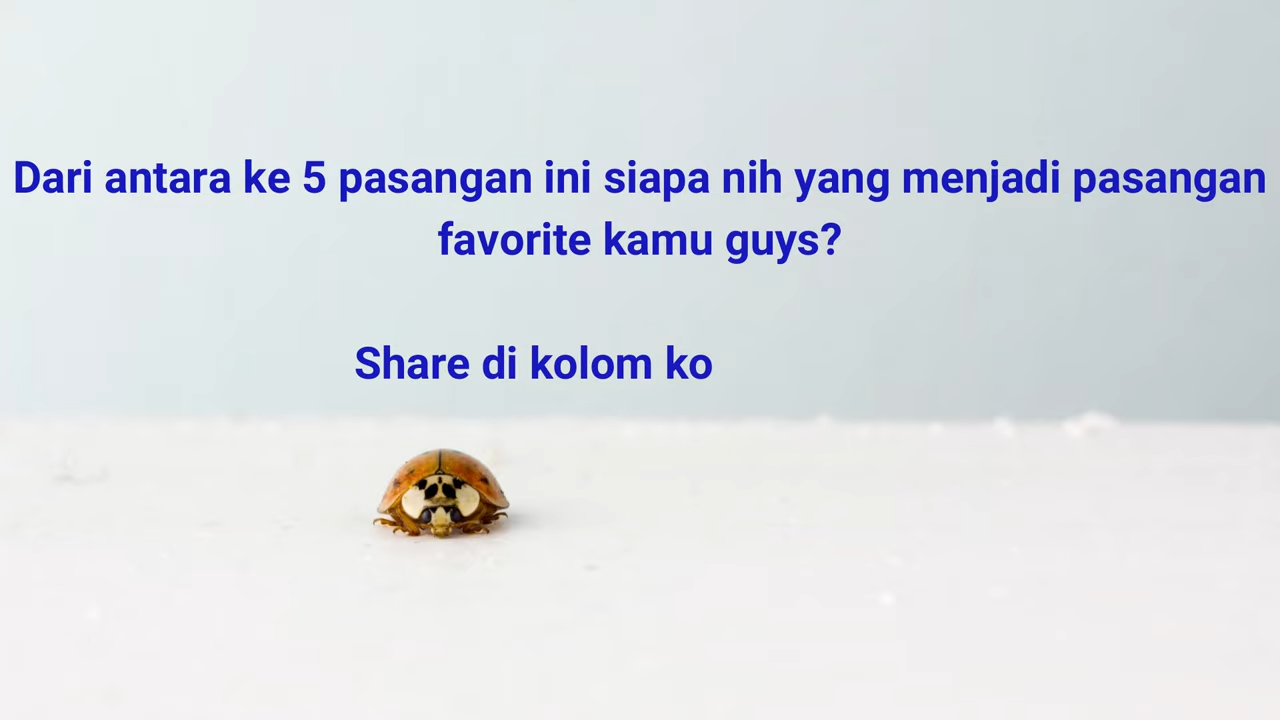 Dari antara ke 5 pasangan ini siapa nih yang menjadi pasangan
favorite kamu guys?
Share di kolom ko